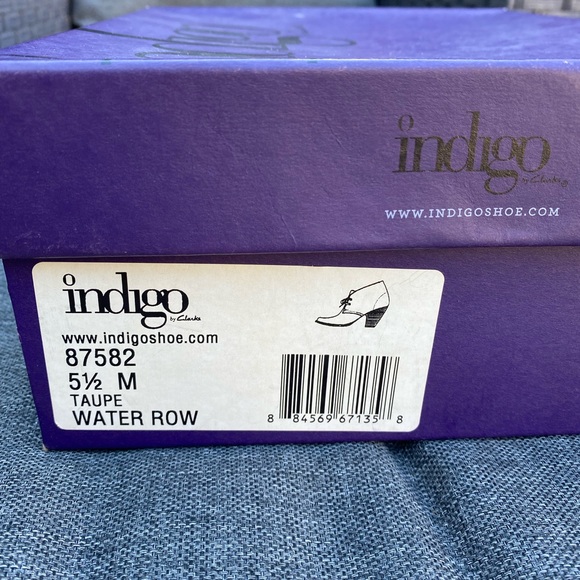 indigo
by Clarks
WWW.INDIGOSHOE.COM
indigo
by Clarks
www.indigoshoe.com
87582
5½ M
TAUPE
WATER ROW
8 84569 67135 8